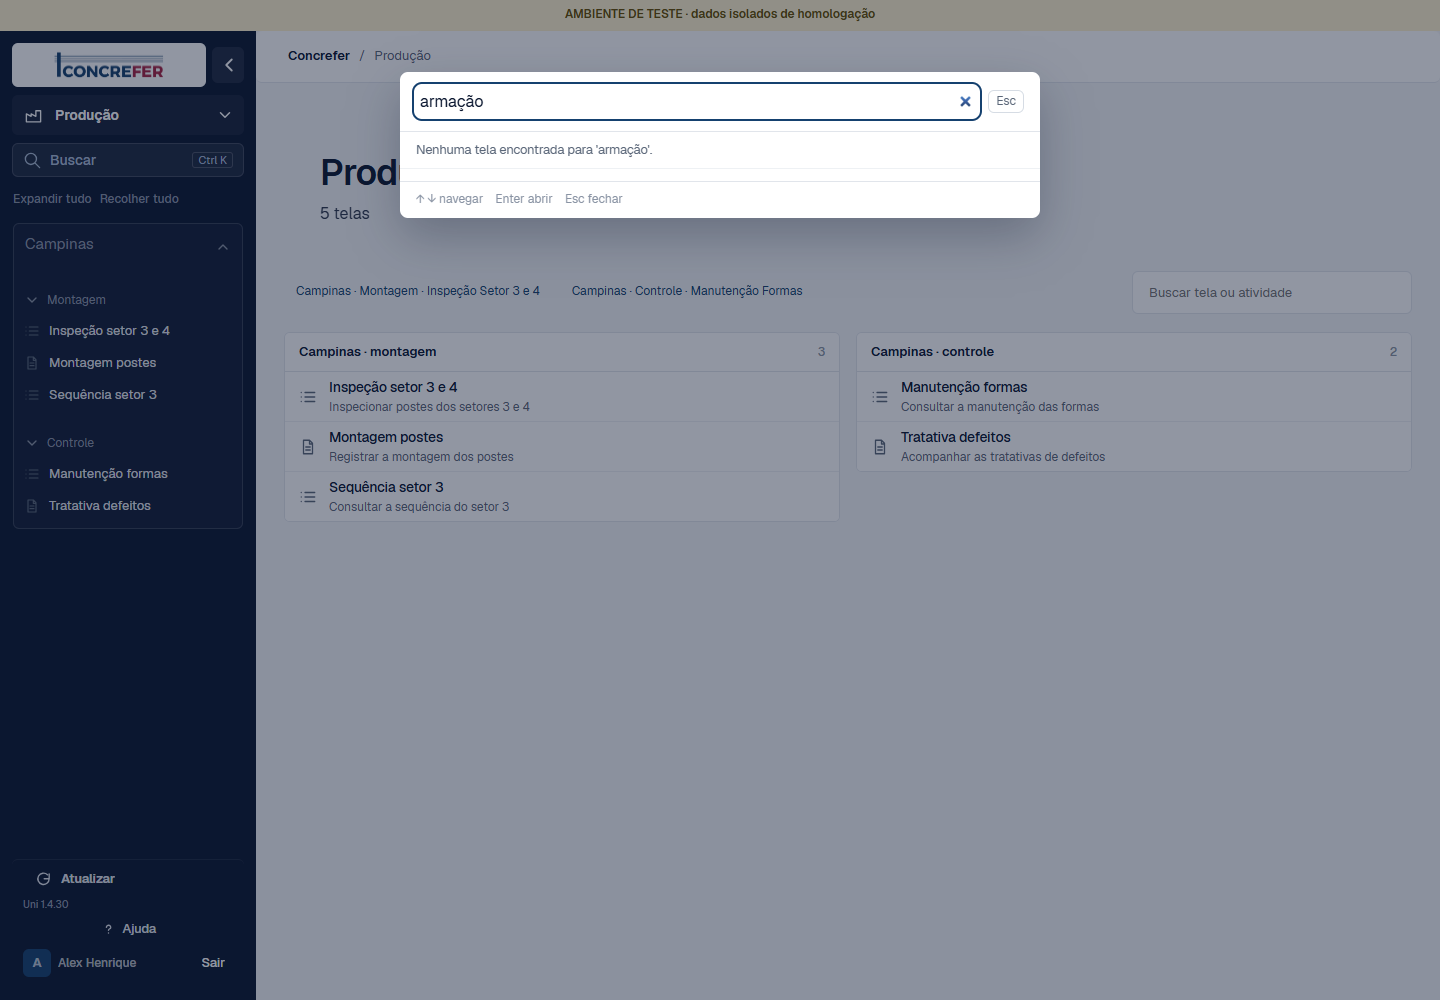 AMBIENTE DE TESTE · dados isolados de homologação
CONCREFER
Produção
Buscar
Ctrl K
Expandir tudo Recolher tudo
Campinas
Montagem
Inspeção setor 3 e 4
Montagem postes
Sequência setor 3
Controle
Manutenção formas
Tratativa defeitos
Atualizar
Uni 1.4.30
? Ajuda
A Alex Henrique Sair
Concrefer / Produção
armação
Esc
Nenhuma tela encontrada para 'armação'.
↑ ↓ navegar Enter abrir Esc fechar
5 telas
Campinas · Montagem · Inspeção Setor 3 e 4
Campinas · Controle · Manutenção Formas
Buscar tela ou atividade
Campinas · montagem 3
Inspeção setor 3 e 4
Inspecionar postes dos setores 3 e 4
Montagem postes
Registrar a montagem dos postes
Sequência setor 3
Consultar a sequência do setor 3
Campinas · controle 2
Manutenção formas
Consultar a manutenção das formas
Tratativa defeitos
Acompanhar as tratativas de defeitos